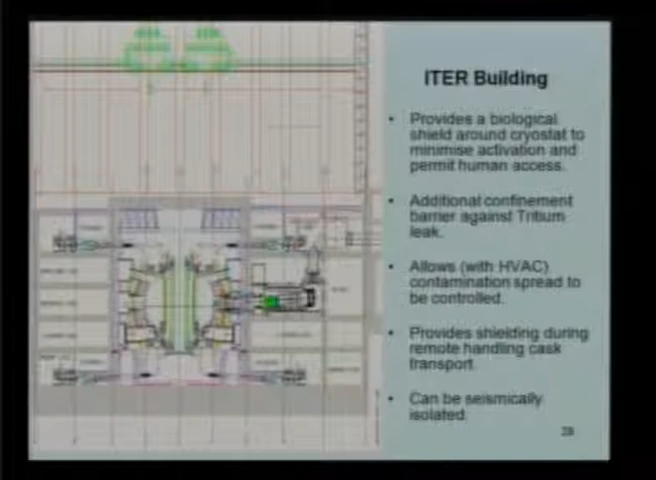 ITER Building
• Provides a biological
shield around cryostat to
minimise activation and
permit human access.
• Additional confinement
barrier against Tritium
leak.
• Allows (with HVAC)
contamination spread to
be controlled.
• Provides shielding during
remote handling cask
transport.
• Can be seismically
isolated.